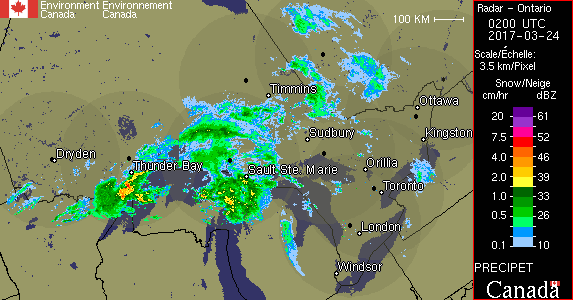 Environment Environnement
Canada Canada
100 KM
Timmins
Ottawa
Sudbury
Kingston
Dryden
Thunder Bay
Sault Ste. Marie
Orillia
Toronto
London
Windsor
Radar - Ontario
0200 UTC
2017-03-24
Scale/Échelle:
3.5 km/Pixel
Snow/Neige
cm/hr dBZ
20 61
7.5 52
4.0 46
2.0 39
1.0 33
0.5 26
0.1 10
PRECIPET
Canada